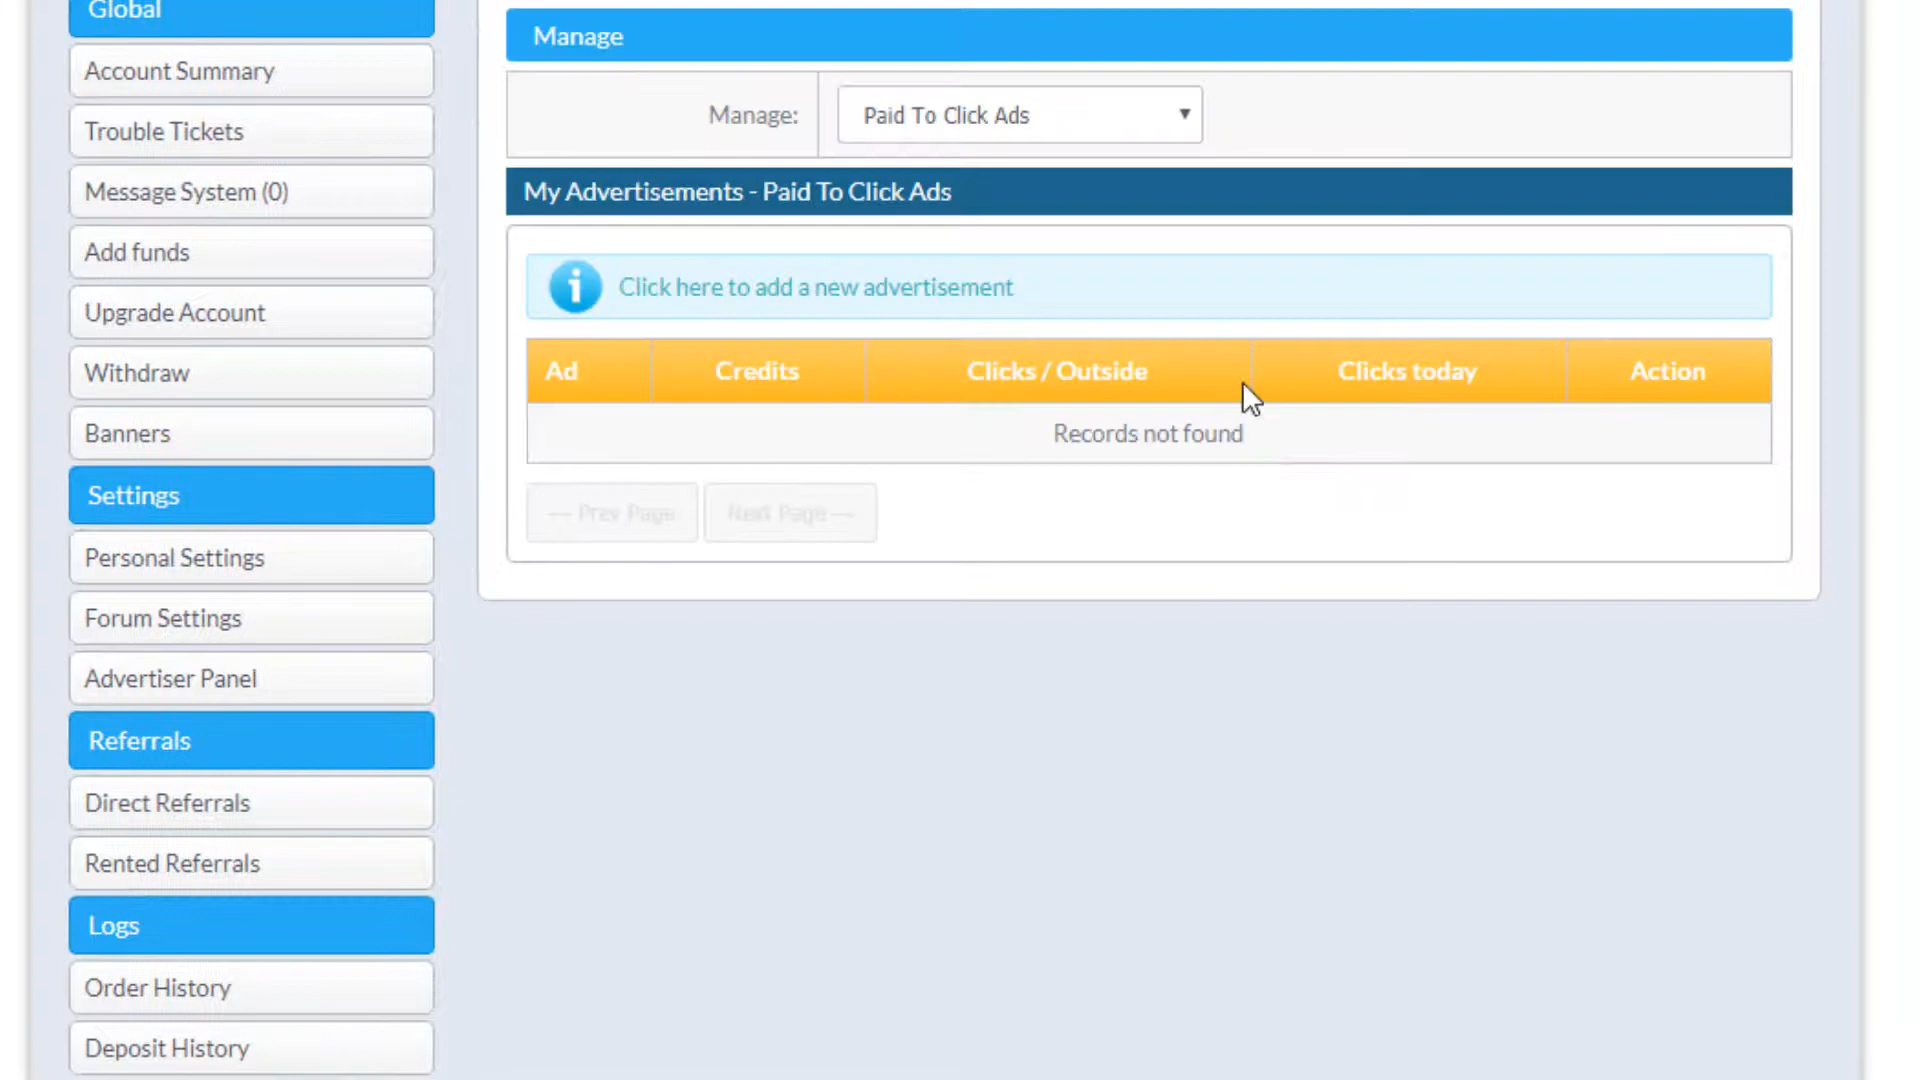 Global
Account Summary
Trouble Tickets
Message System (0)
Add funds
Upgrade Account
Withdraw
Banners
Settings
Personal Settings
Forum Settings
Advertiser Panel
Referrals
Direct Referrals
Rented Referrals
Logs
Order History
Deposit History
Manage
Manage: Paid To Click Ads
My Advertisements - Paid To Click Ads
Click here to add a new advertisement
Ad Credits Clicks / Outside Clicks today Action
Records not found
Prev Page Next Page